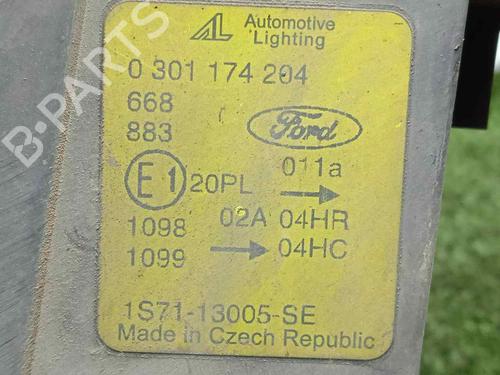 AL Automotive
Lighting
0 301 174 204
668
883
Ford
E1 20PL 011a →
1098 02A 04HR
1099 → 04HC
1S71-13005-SE
Made in Czech Republic
B-PARTS